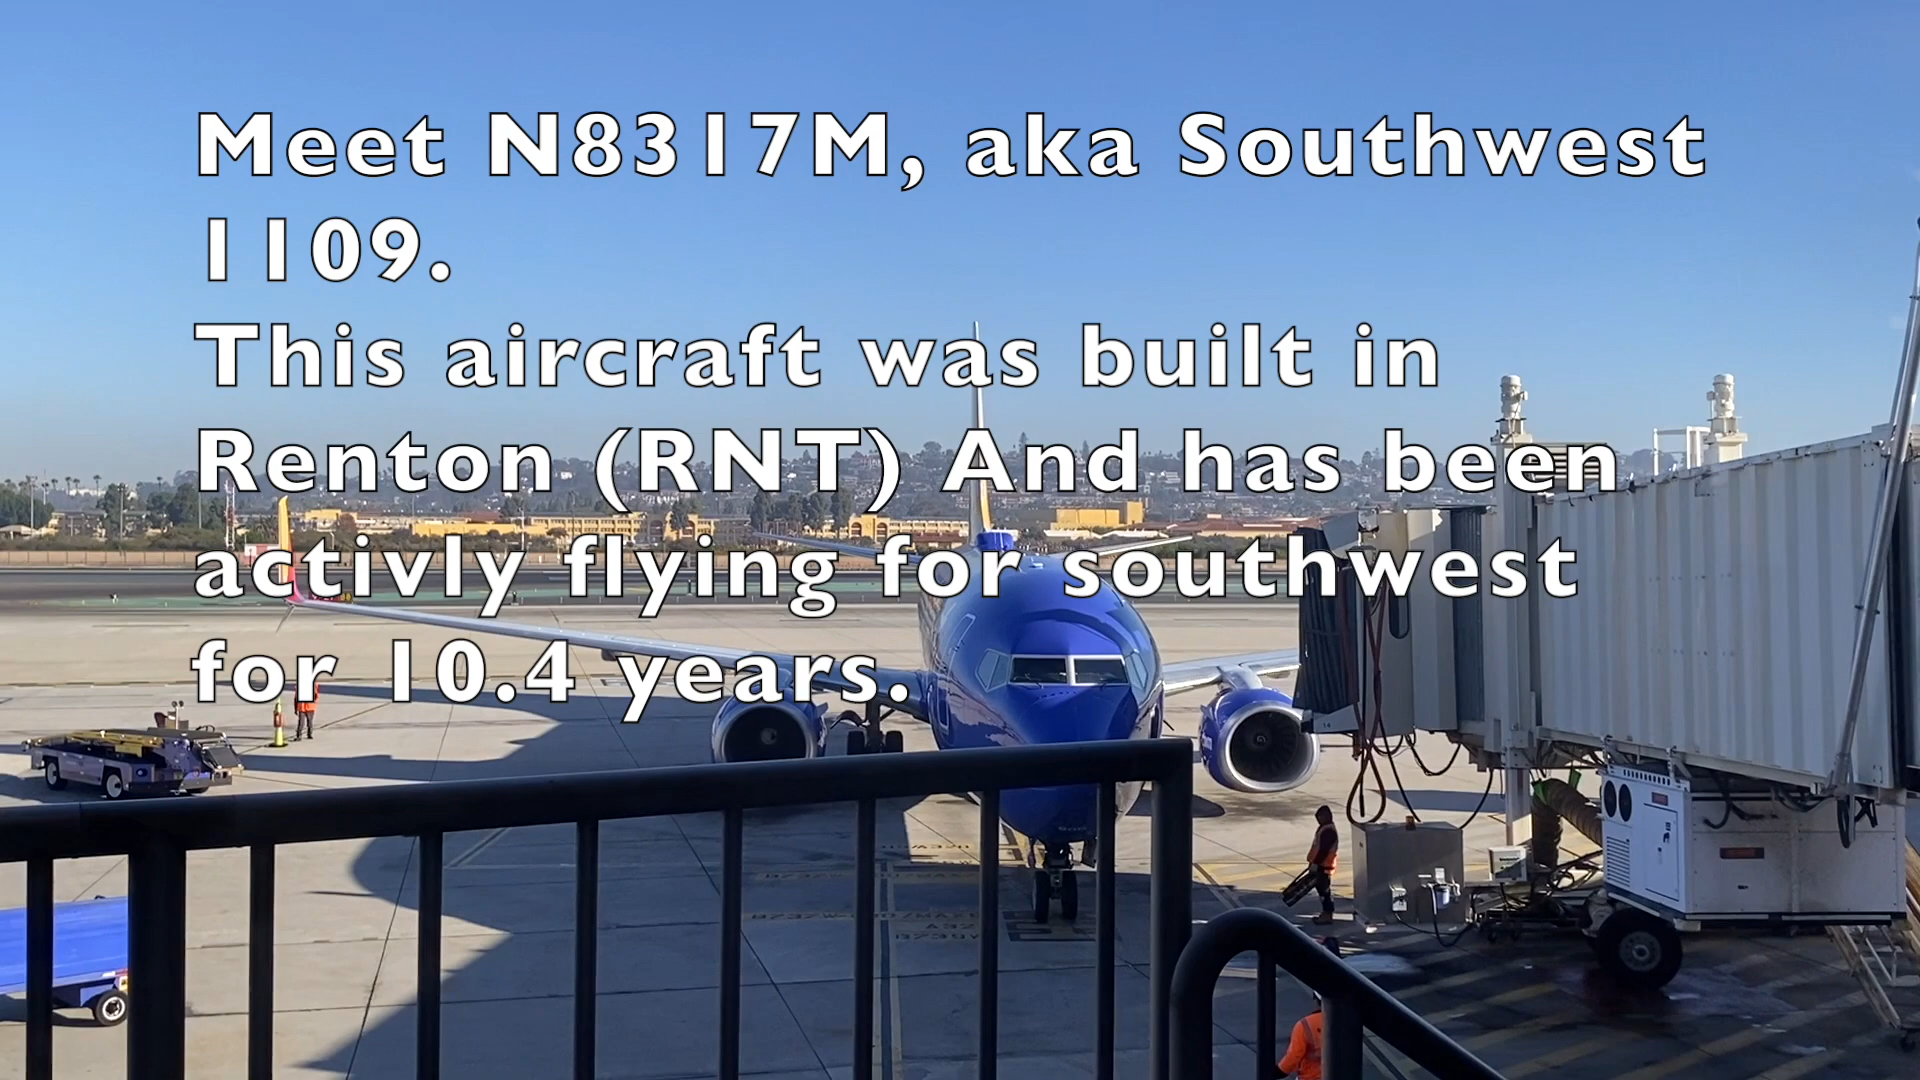 Meet N8317M, aka Southwest
1109.
This aircraft was built in
Renton (RNT) And has been
activly flying for southwest
for 10.4 years.